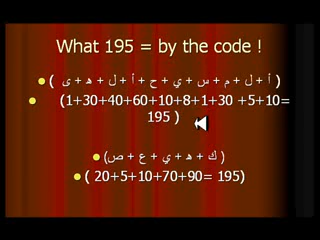 What 195 = by the code !
( أ + ل + م + س + ي + ح + أ + ل + ه + ى )
(1+30+40+60+10+8+1+30 +5+10=
195 )
(ك + ه + ي + ع + ص )
( 20+5+10+70+90= 195)